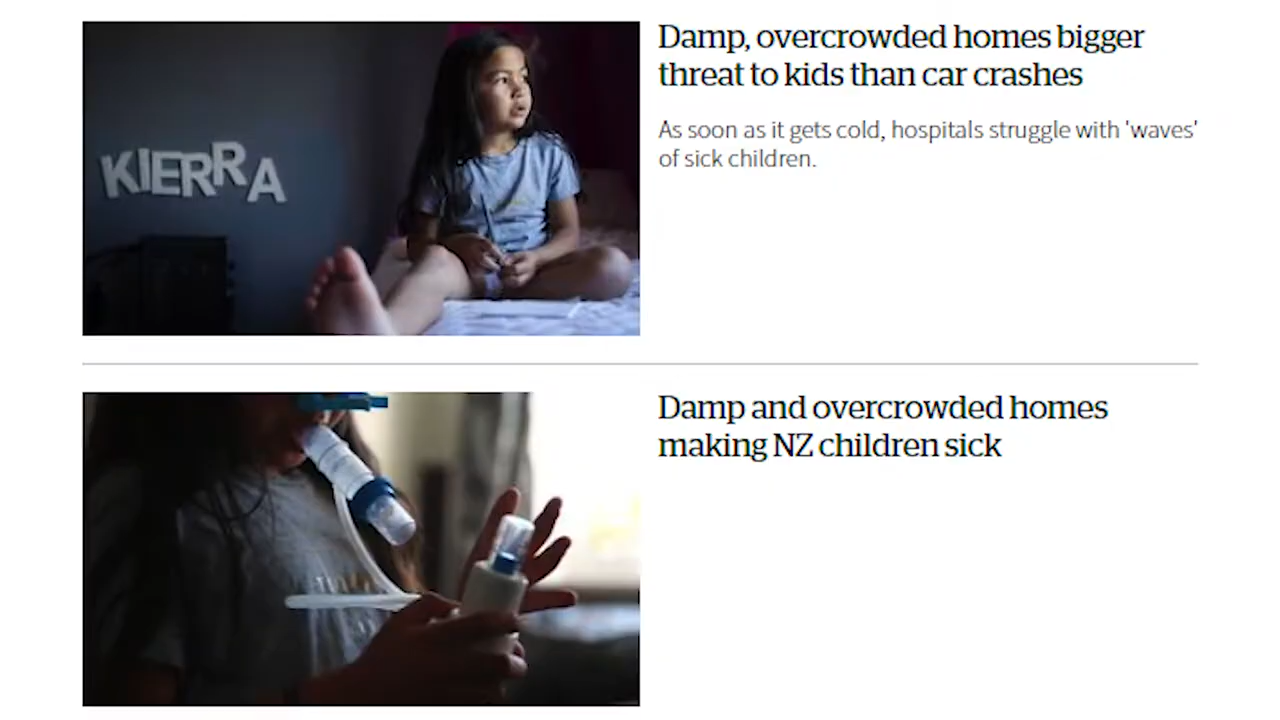 KIERRA
Damp, overcrowded homes bigger
threat to kids than car crashes
As soon as it gets cold, hospitals struggle with 'waves'
of sick children.
Damp and overcrowded homes
making NZ children sick